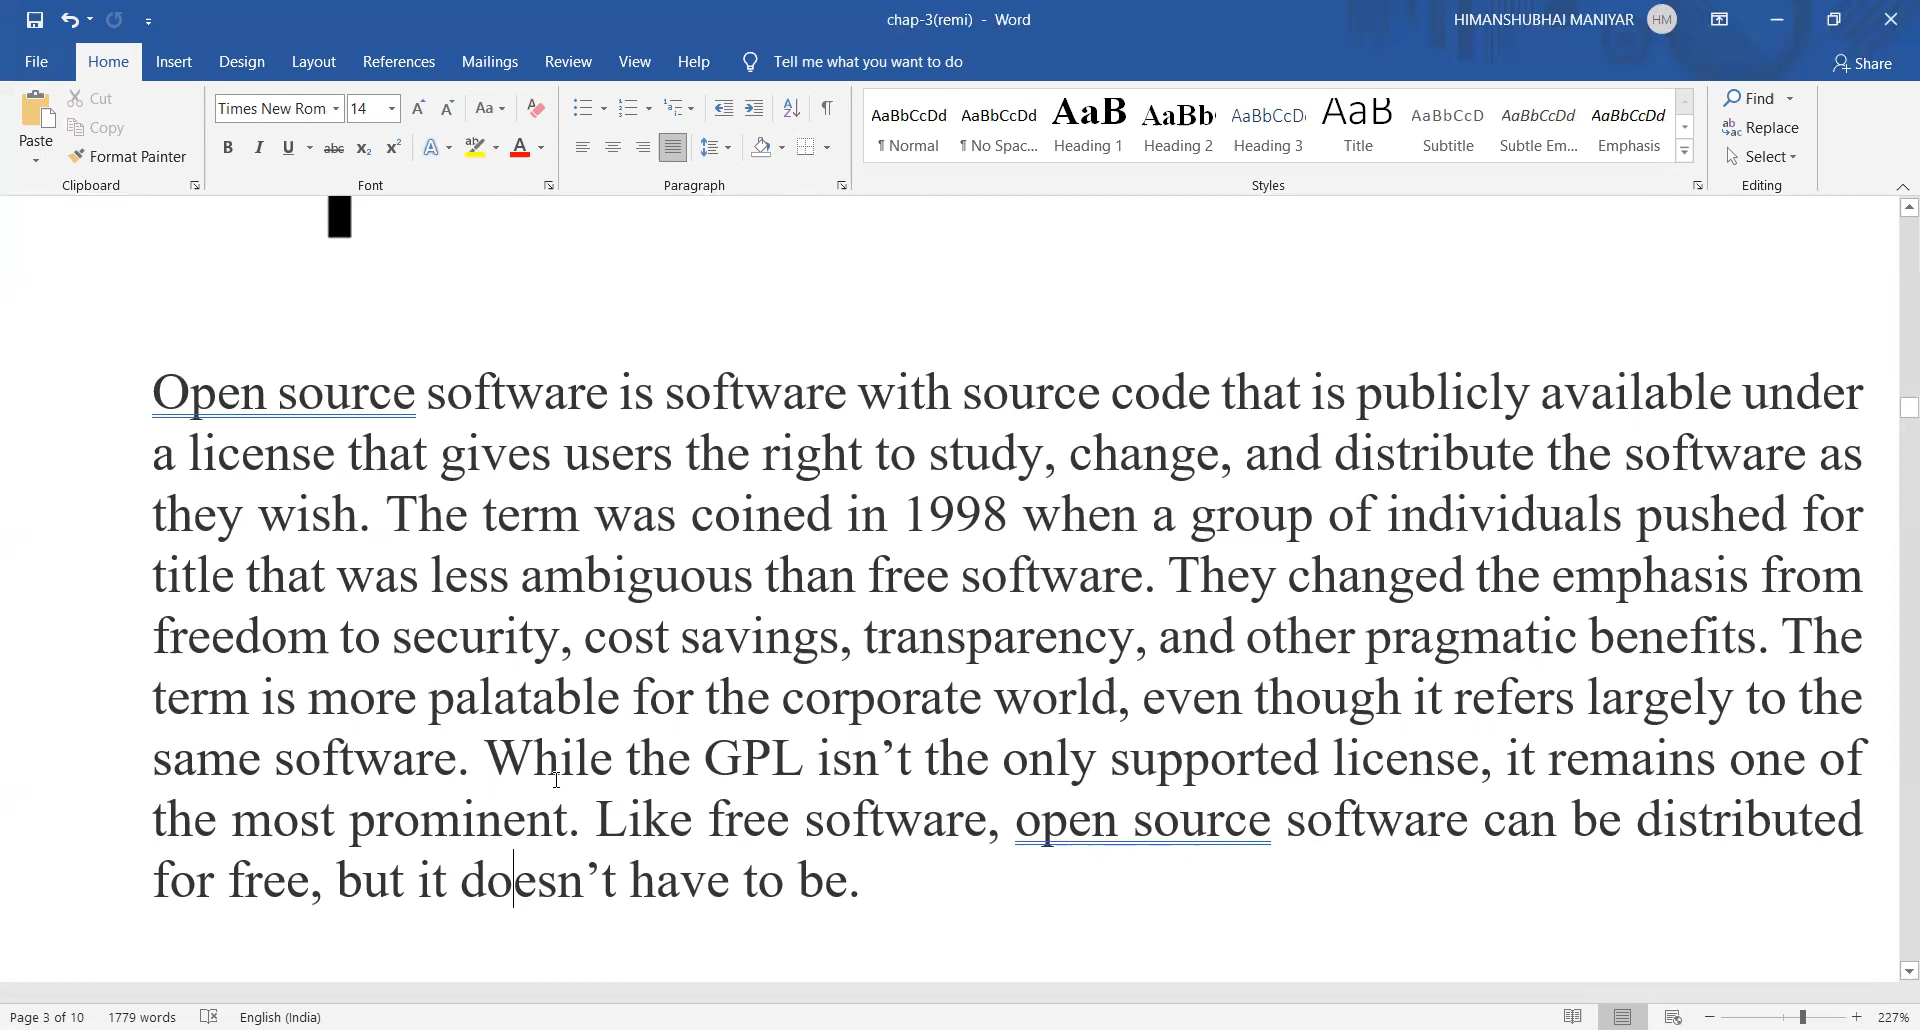 chap-3(remi) - Word
HIMANSHUBHAI MANIYAR HM
File Home Insert Design Layout References Mailings Review View Help Tell me what you want to do Share
Paste
Cut
Copy
Format Painter
Clipboard
Times New Rom 14
Font
Paragraph
AaBbCcDd AaBbCcDd AaB AaBb AaBbCcD AaB AaBbCcD AaBbCcDd AaBbCcDd
¶ Normal ¶ No Spac... Heading 1 Heading 2 Heading 3 Title Subtitle Subtle Em... Emphasis
Styles
Find
Replace
Select
Editing
Open source software is software with source code that is publicly available under
a license that gives users the right to study, change, and distribute the software as
they wish. The term was coined in 1998 when a group of individuals pushed for
title that was less ambiguous than free software. They changed the emphasis from
freedom to security, cost savings, transparency, and other pragmatic benefits. The
term is more palatable for the corporate world, even though it refers largely to the
same software. While the GPL isn’t the only supported license, it remains one of
the most prominent. Like free software, open source software can be distributed
for free, but it doesn’t have to be.
Page 3 of 10 1779 words English (India) 227%